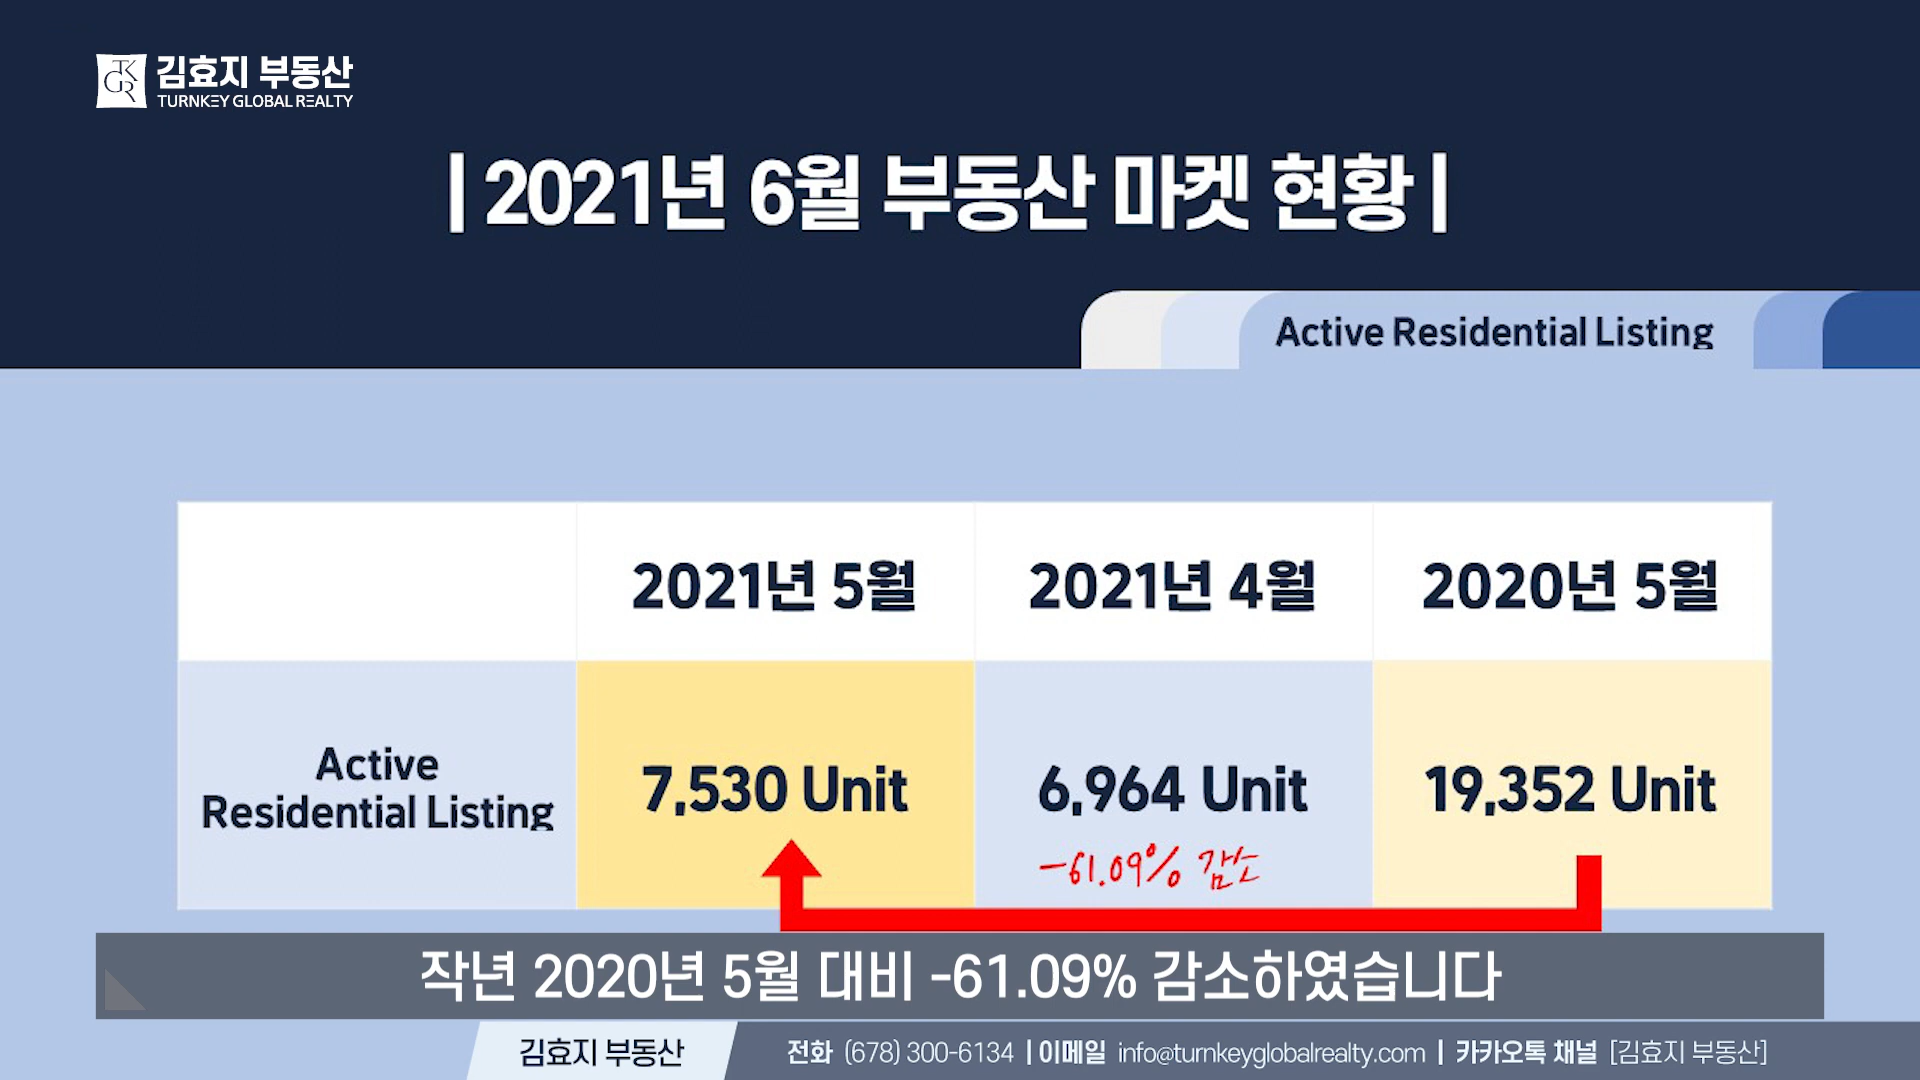 TK
GR
김효지 부동산
TURNKEY GLOBAL REALTY
| 2021년 6월 부동산 마켓 현황 |
Active Residential Listing
2021년 5월 2021년 4월 2020년 5월
Active
Residential Listing
7,530 Unit 6,964 Unit 19,352 Unit
-61.09% 감소
작년 2020년 5월 대비 -61.09% 감소하였습니다
김효지 부동산 전화 (678) 300-6134 | 이메일 info@turnkeyglobalrealty.com | 카카오톡 채널 [김효지 부동산]